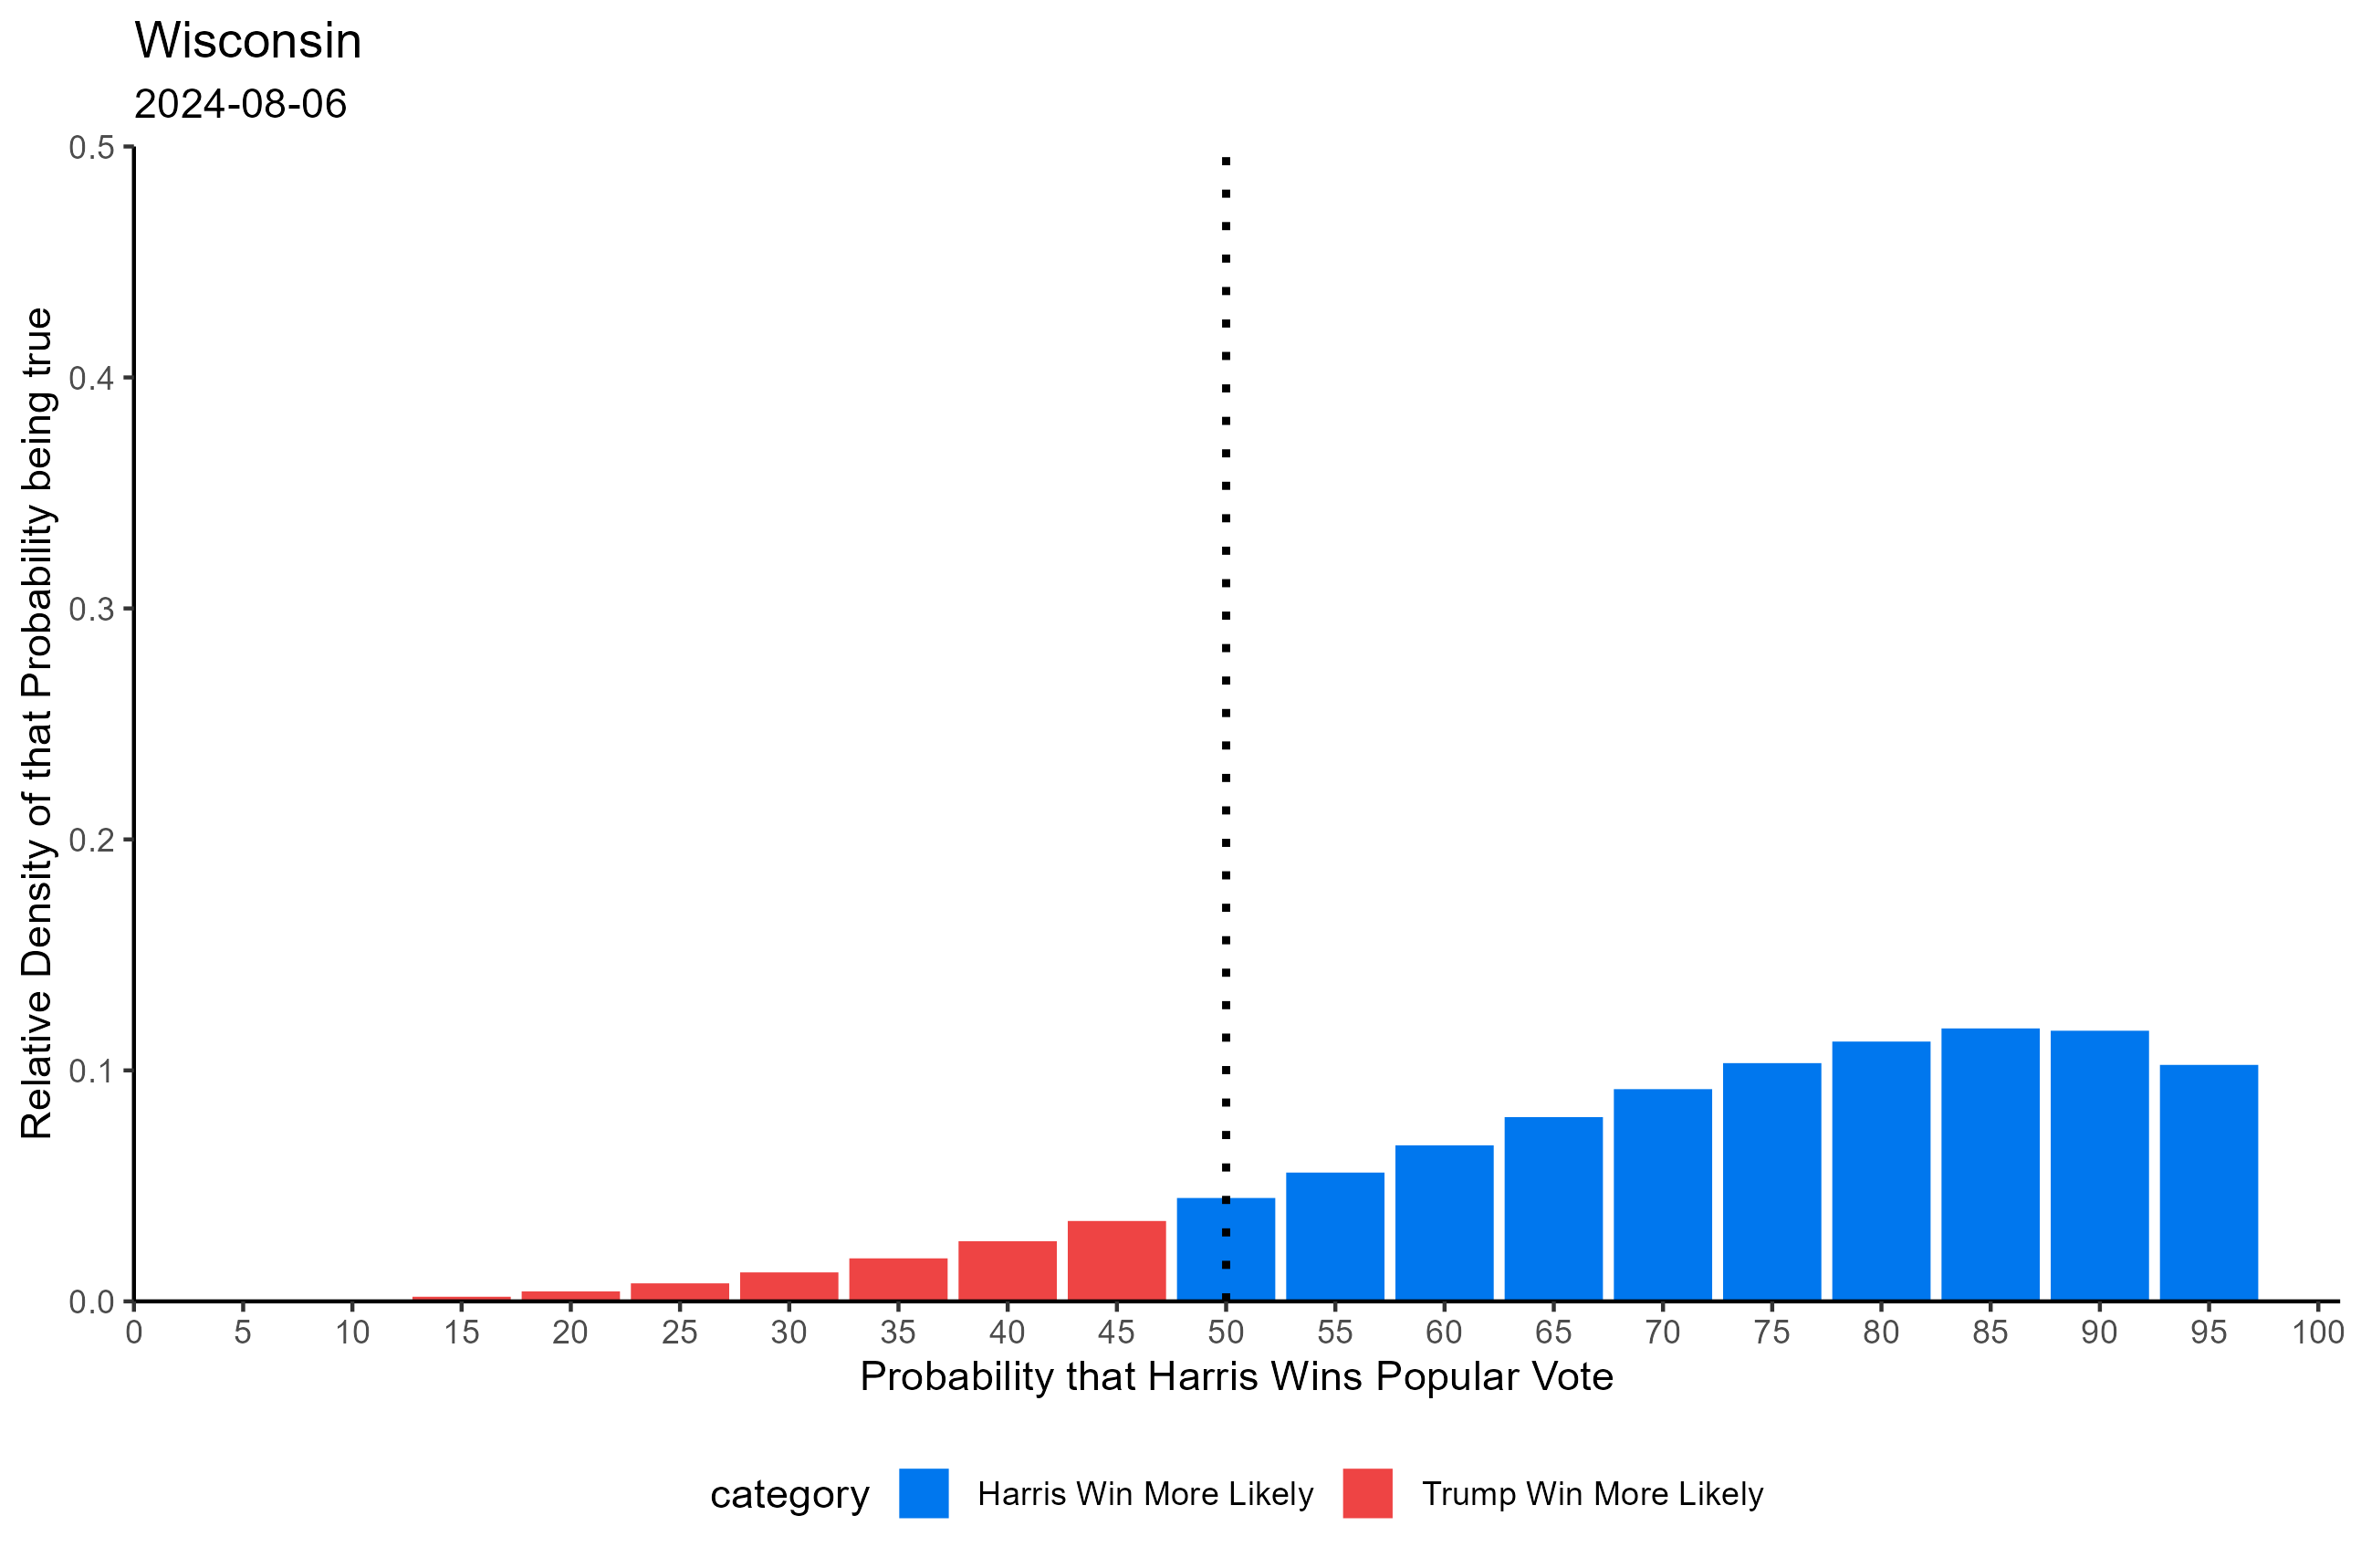 Wisconsin
2024-08-06
Relative Density of that Probability being true
0.5
0.4
0.3
0.2
0.1
0.0
0 5 10 15 20 25 30 35 40 45 50 55 60 65 70 75 80 85 90 95 100
Probability that Harris Wins Popular Vote
category Harris Win More Likely Trump Win More Likely